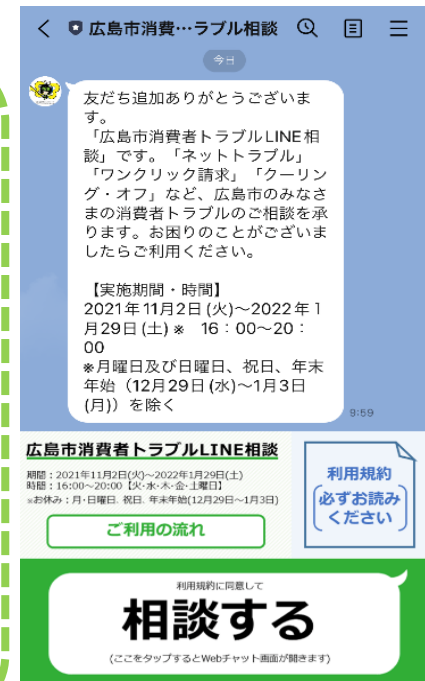 広島市消費…ラブル相談
今日
友だち追加ありがとうございま
す。
「広島市消費者トラブルLINE相
談」です。「ネットトラブル」
「ワンクリック請求」「クーリン
グ・オフ」など、広島市のみなさ
まの消費者トラブルのご相談を承
ります。お困りのことがございま
したらご利用ください。
【実施期間・時間】
2021年11月2日(火)～2022年1
月29日(土)※ 16：00～20：
00
※月曜日及び日曜日、祝日、年末
年始（12月29日(水)～1月3日
(月)）を除く
9:59
広島市消費者トラブルLINE相談
期間：2021年11月2日(火)～2022年1月29日(土)
時間：16:00～20:00【火·水·木·金·土曜日】
※お休み：月·日曜日、祝日、年末年始(12月29日～1月3日)
ご利用の流れ
利用規約
必ずお読み
ください
利用規約に同意して
相談する
(ここをタップするとWebチャット画面が開きます)